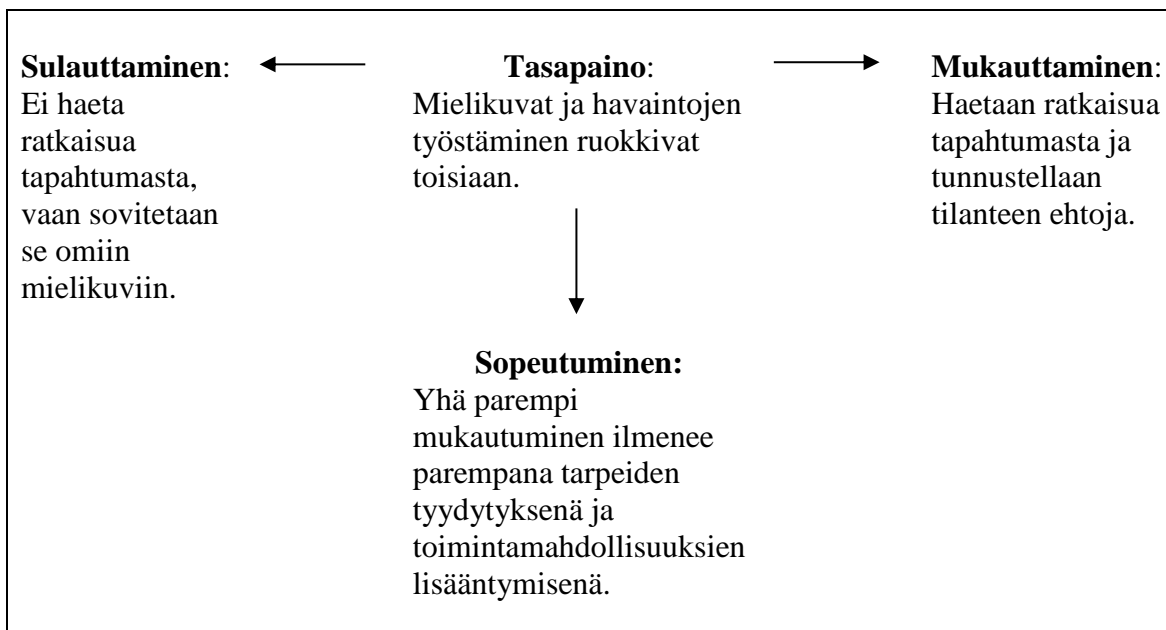 Sulauttaminen:
Ei haeta
ratkaisua
tapahtumasta,
vaan sovitetaan
se omiin
mielikuviin.
Tasapaino:
Mielikuvat ja havaintojen
työstäminen ruokkivat
toisiaan.
Mukauttaminen:
Haetaan ratkaisua
tapahtumasta ja
tunnustellaan
tilanteen ehtoja.
Sopeutuminen:
Yhä parempi
mukautuminen ilmenee
parempana tarpeiden
tyydytyksenä ja
toimintamahdollisuuksien
lisääntymisenä.